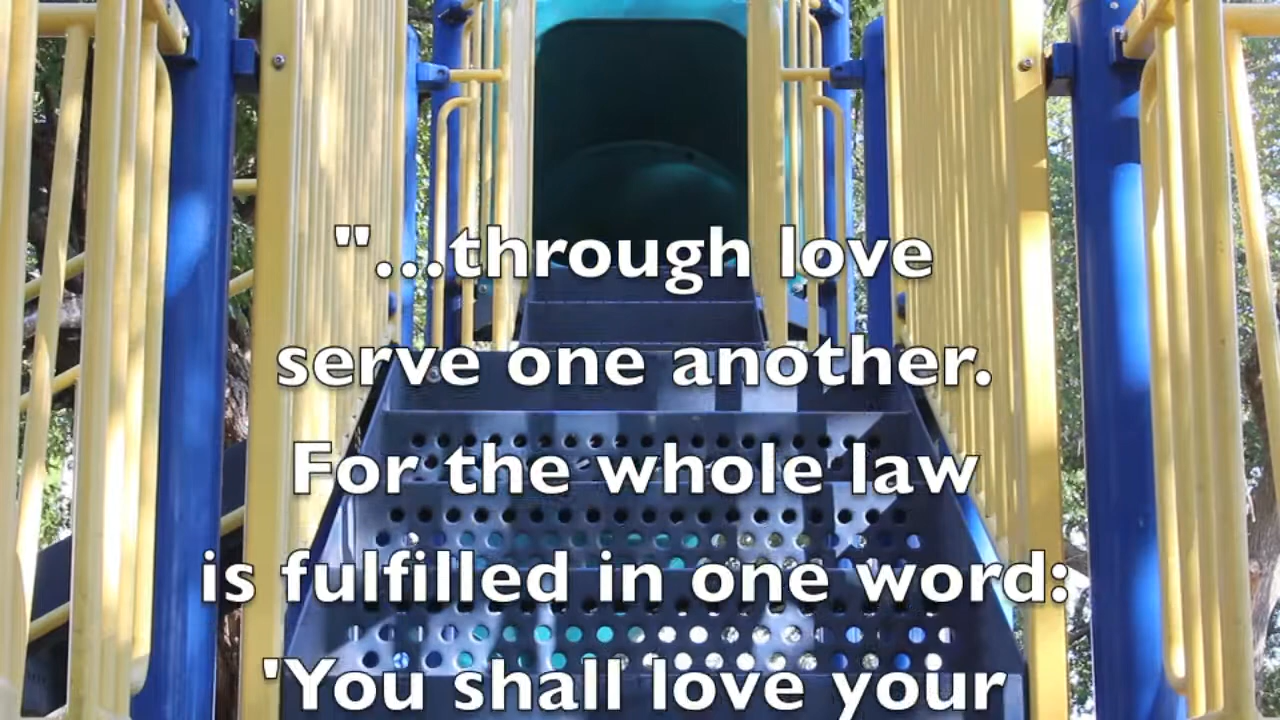 "...through love
serve one another.
For the whole law
is fulfilled in one word:
'You shall love your